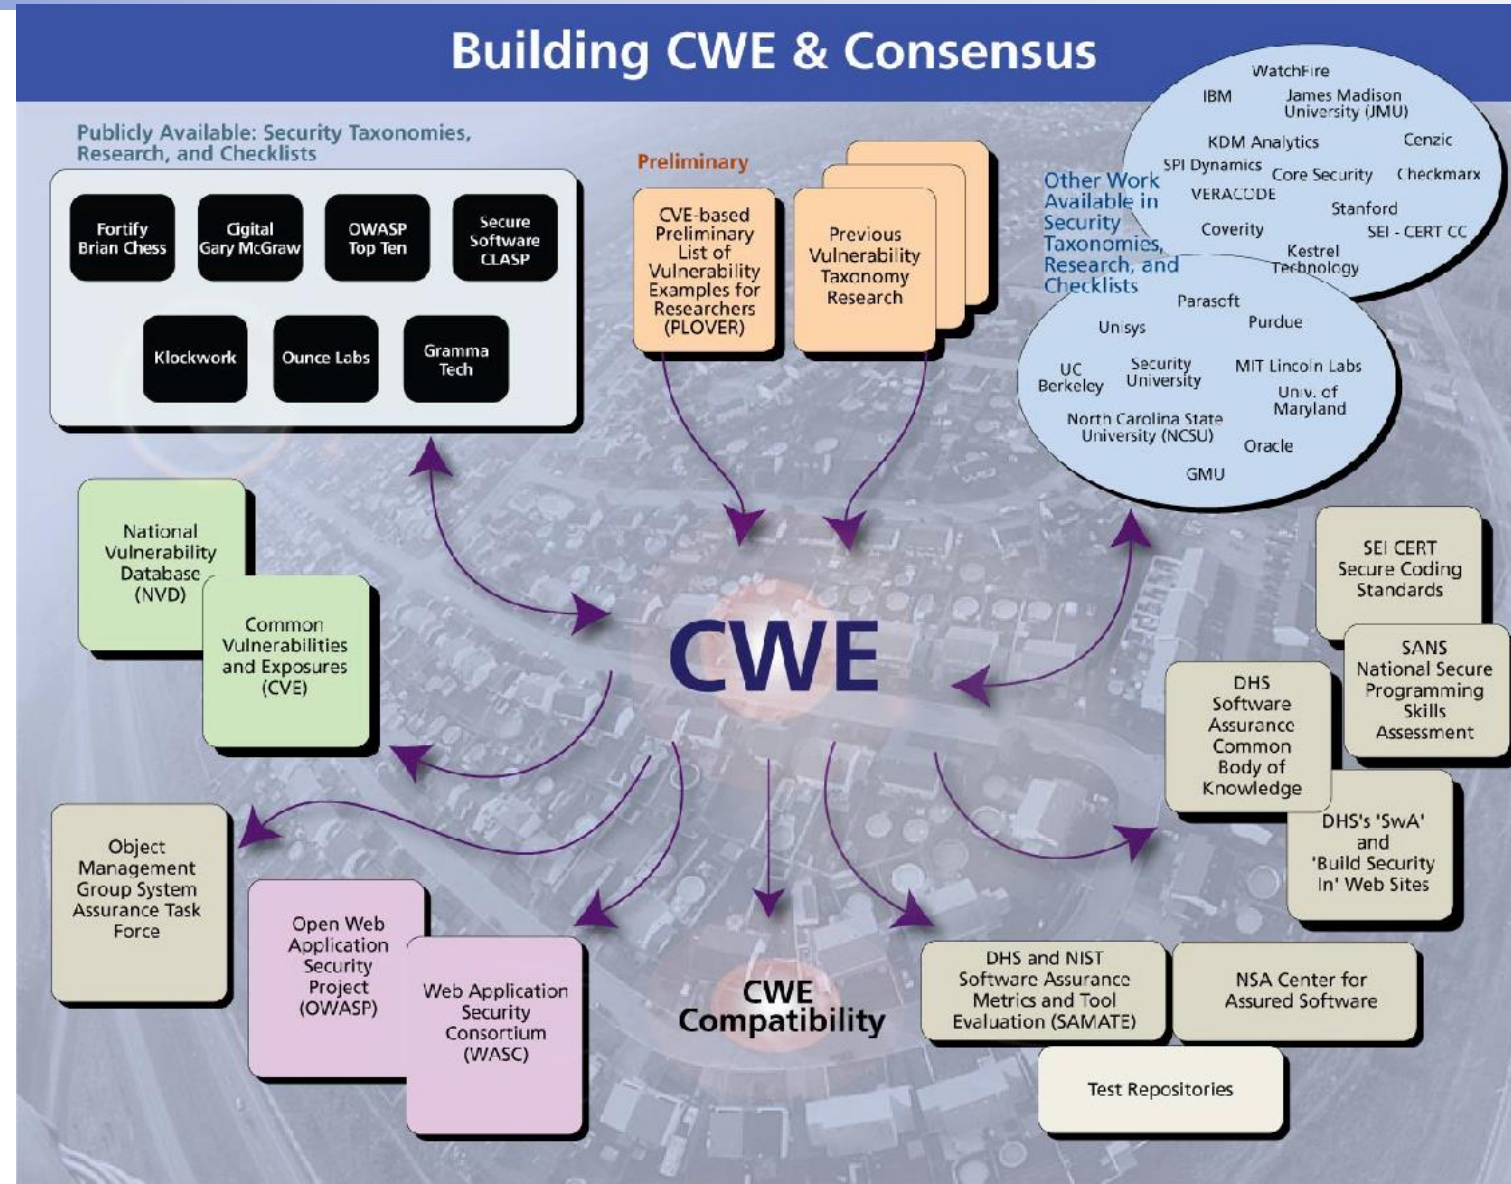 Building CWE & Consensus
Publicly Available: Security Taxonomies,
Research, and Checklists
Fortify
Brian Chess
Cigital
Gary McGraw
OWASP
Top Ten
Secure
Software
CLASP
Klockwork
Ounce Labs
Gramma
Tech
Preliminary
CVE-based
Preliminary
List of
Vulnerability
Examples for
Researchers
(PLOVER)
Previous
Vulnerability
Taxonomy
Research
Other Work
Available in
Security
Taxonomies,
Research, and
Checklists
WatchFire
IBM
James Madison
University (JMU)
KDM Analytics
Cenzic
SPI Dynamics
Core Security
Checkmarx
VERACODE
Stanford
Coverity
SEI - CERT CC
Kestrel
Technology
Parasoft
Unisys
Purdue
UC
Berkeley
Security
University
MIT Lincoln Labs
Univ. of
Maryland
North Carolina State
University (NCSU)
Oracle
GMU
National
Vulnerability
Database
(NVD)
Common
Vulnerabilities
and Exposures
(CVE)
CWE
SEI CERT
Secure Coding
Standards
SANS
National Secure
Programming
Skills
Assessment
DHS
Software
Assurance
Common
Body of
Knowledge
DHS's 'SwA'
and
'Build Security
In' Web Sites
Object
Management
Group System
Assurance Task
Force
Open Web
Application
Security
Project
(OWASP)
Web Application
Security
Consortium
(WASC)
CWE
Compatibility
DHS and NIST
Software Assurance
Metrics and Tool
Evaluation (SAMATE)
NSA Center for
Assured Software
Test Repositories